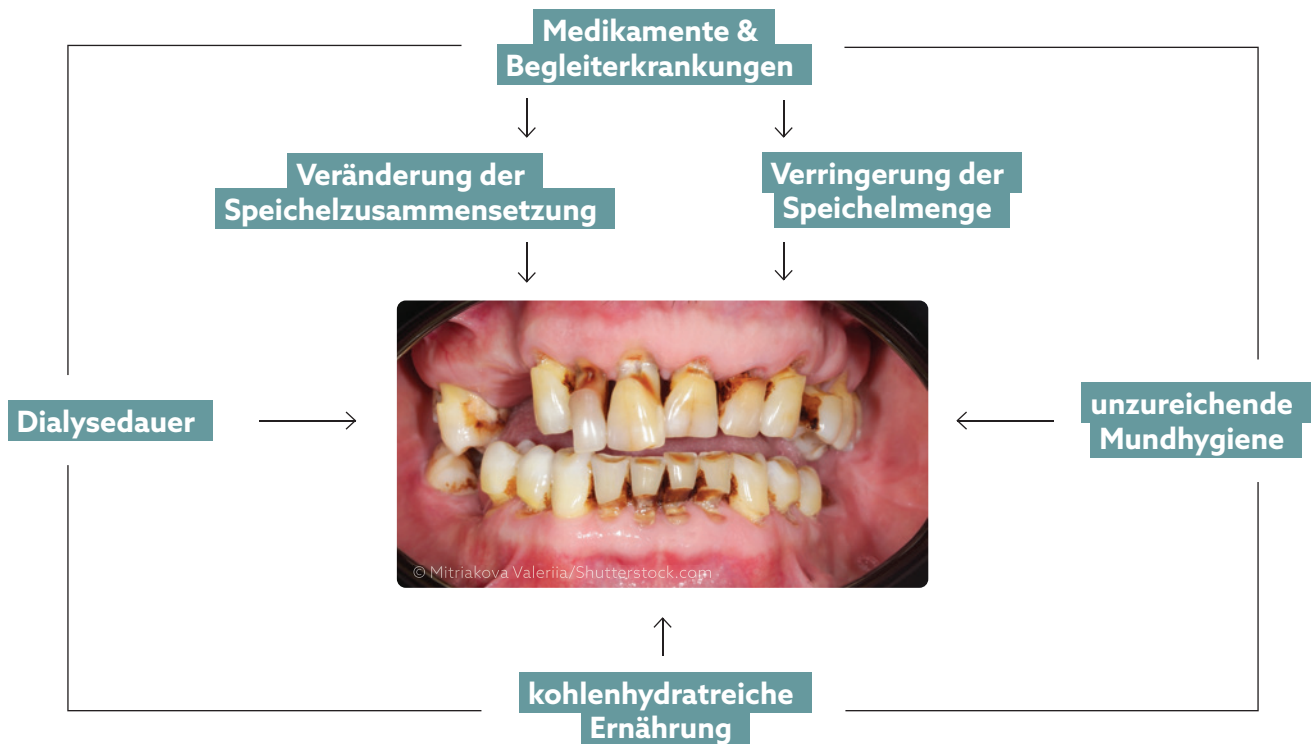 Medikamente &
Begleiterkrankungen
Veränderung der
Speichelzusammensetzung
Verringerung der
Speichelmenge
Dialysedauer
unzureichende
Mundhygiene
© Mitriakova Valeriia/Shutterstock.com
kohlenhydratreiche
Ernährung